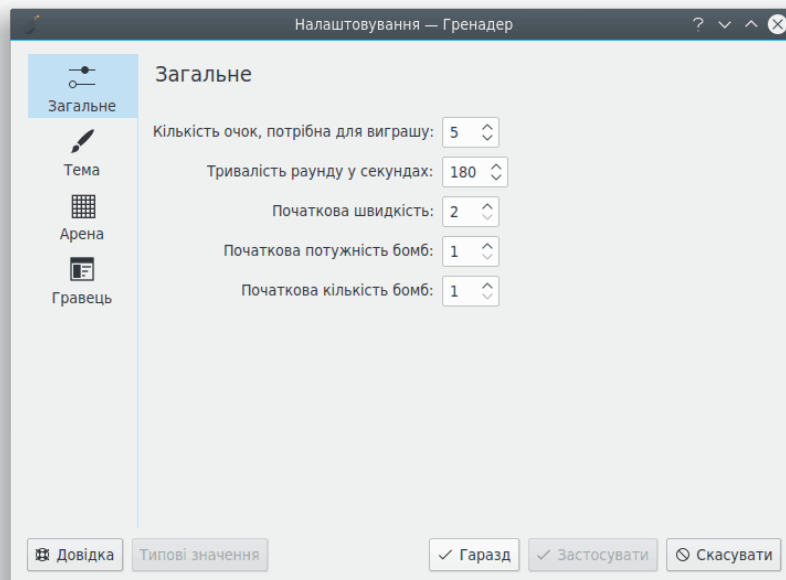 Налаштовування — Гренадер
Загальне
Тема
Арена
Гравець
Загальне
Кількість очок, потрібна для виграшу: 5
Тривалість раунду у секундах: 180
Початкова швидкість: 2
Початкова потужність бомб: 1
Початкова кількість бомб: 1
Довідка Типові значення Гаразд Застосувати Скасувати